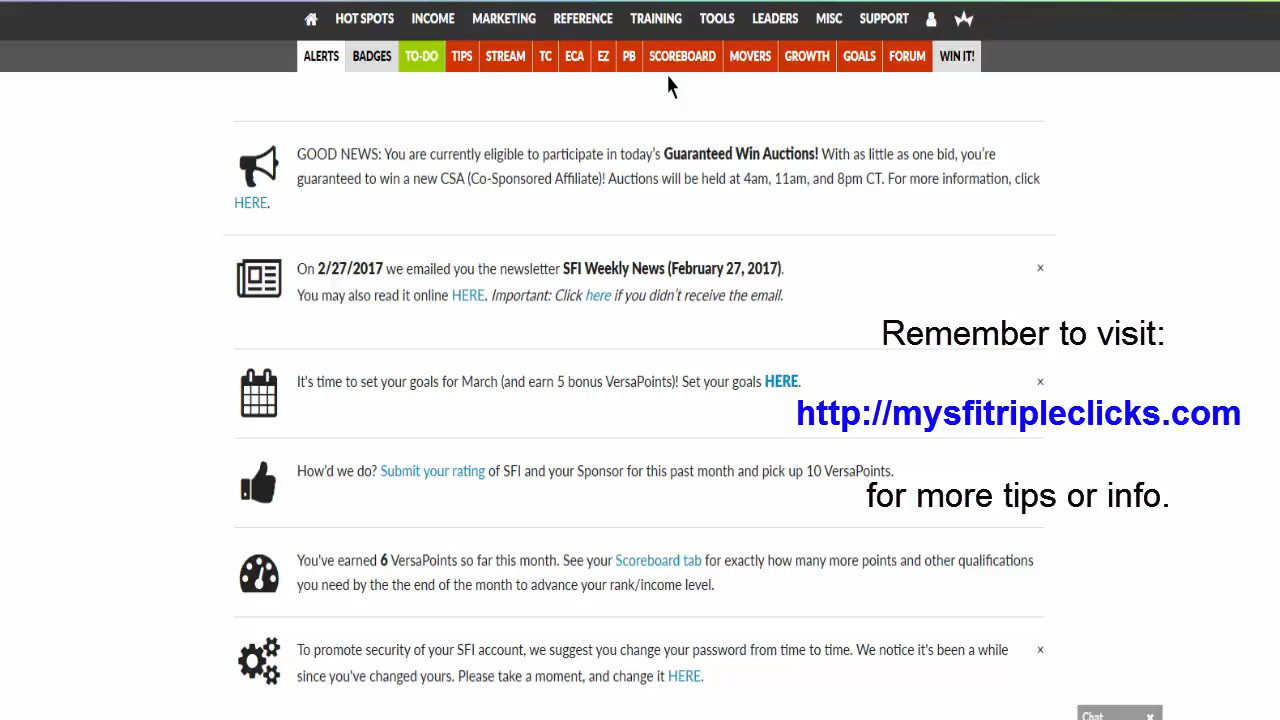 HOT SPOTS INCOME MARKETING REFERENCE TRAINING TOOLS LEADERS MISC SUPPORT
ALERTS BADGES TO-DO TIPS STREAM TC ECA EZ PB SCOREBOARD MOVERS GROWTH GOALS FORUM WIN IT!
GOOD NEWS: You are currently eligible to participate in today's Guaranteed Win Auctions! With as little as one bid, you're
guaranteed to win a new CSA (Co-Sponsored Affiliate)! Auctions will be held at 4am, 11am, and 8pm CT. For more information, click
HERE.
On 2/27/2017 we emailed you the newsletter SFI Weekly News (February 27, 2017). x
You may also read it online HERE. Important: Click here if you didn't receive the email.
Remember to visit:
It's time to set your goals for March (and earn 5 bonus VersaPoints)! Set your goals HERE. x
http://mysfitripleclicks.com
How'd we do? Submit your rating of SFI and your Sponsor for this past month and pick up 10 VersaPoints.
for more tips or info.
You've earned 6 VersaPoints so far this month. See your Scoreboard tab for exactly how many more points and other qualifications
you need by the the end of the month to advance your rank/income level.
To promote security of your SFI account, we suggest you change your password from time to time. We notice it's been a while x
since you've changed yours. Please take a moment, and change it HERE.
Chat x